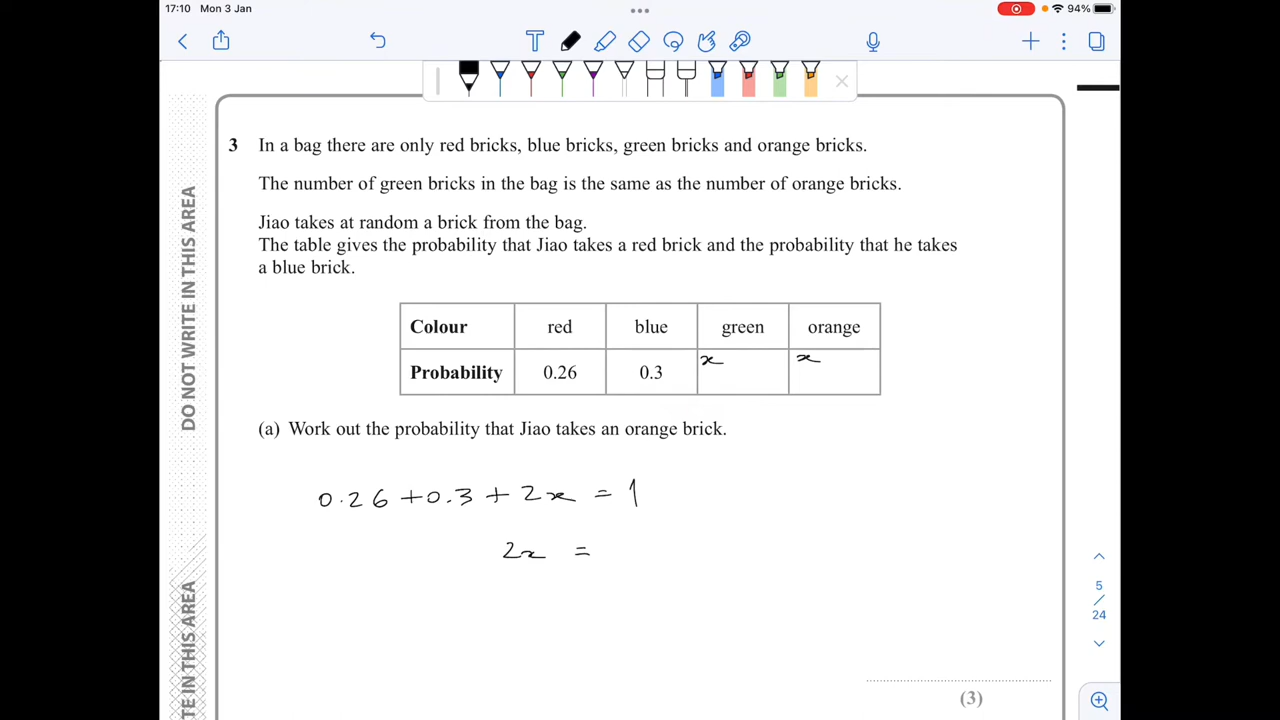 17:10 Mon 3 Jan
94%
3 In a bag there are only red bricks, blue bricks, green bricks and orange bricks.
The number of green bricks in the bag is the same as the number of orange bricks.
Jiao takes at random a brick from the bag.
The table gives the probability that Jiao takes a red brick and the probability that he takes
a blue brick.
Colour red blue green orange
Probability 0.26 0.3 x x
(a) Work out the probability that Jiao takes an orange brick.
0.26 + 0.3 + 2x = 1
2x =
(3)
DO NOT WRITE IN THIS AREA
TE IN THIS AREA
5
/
24